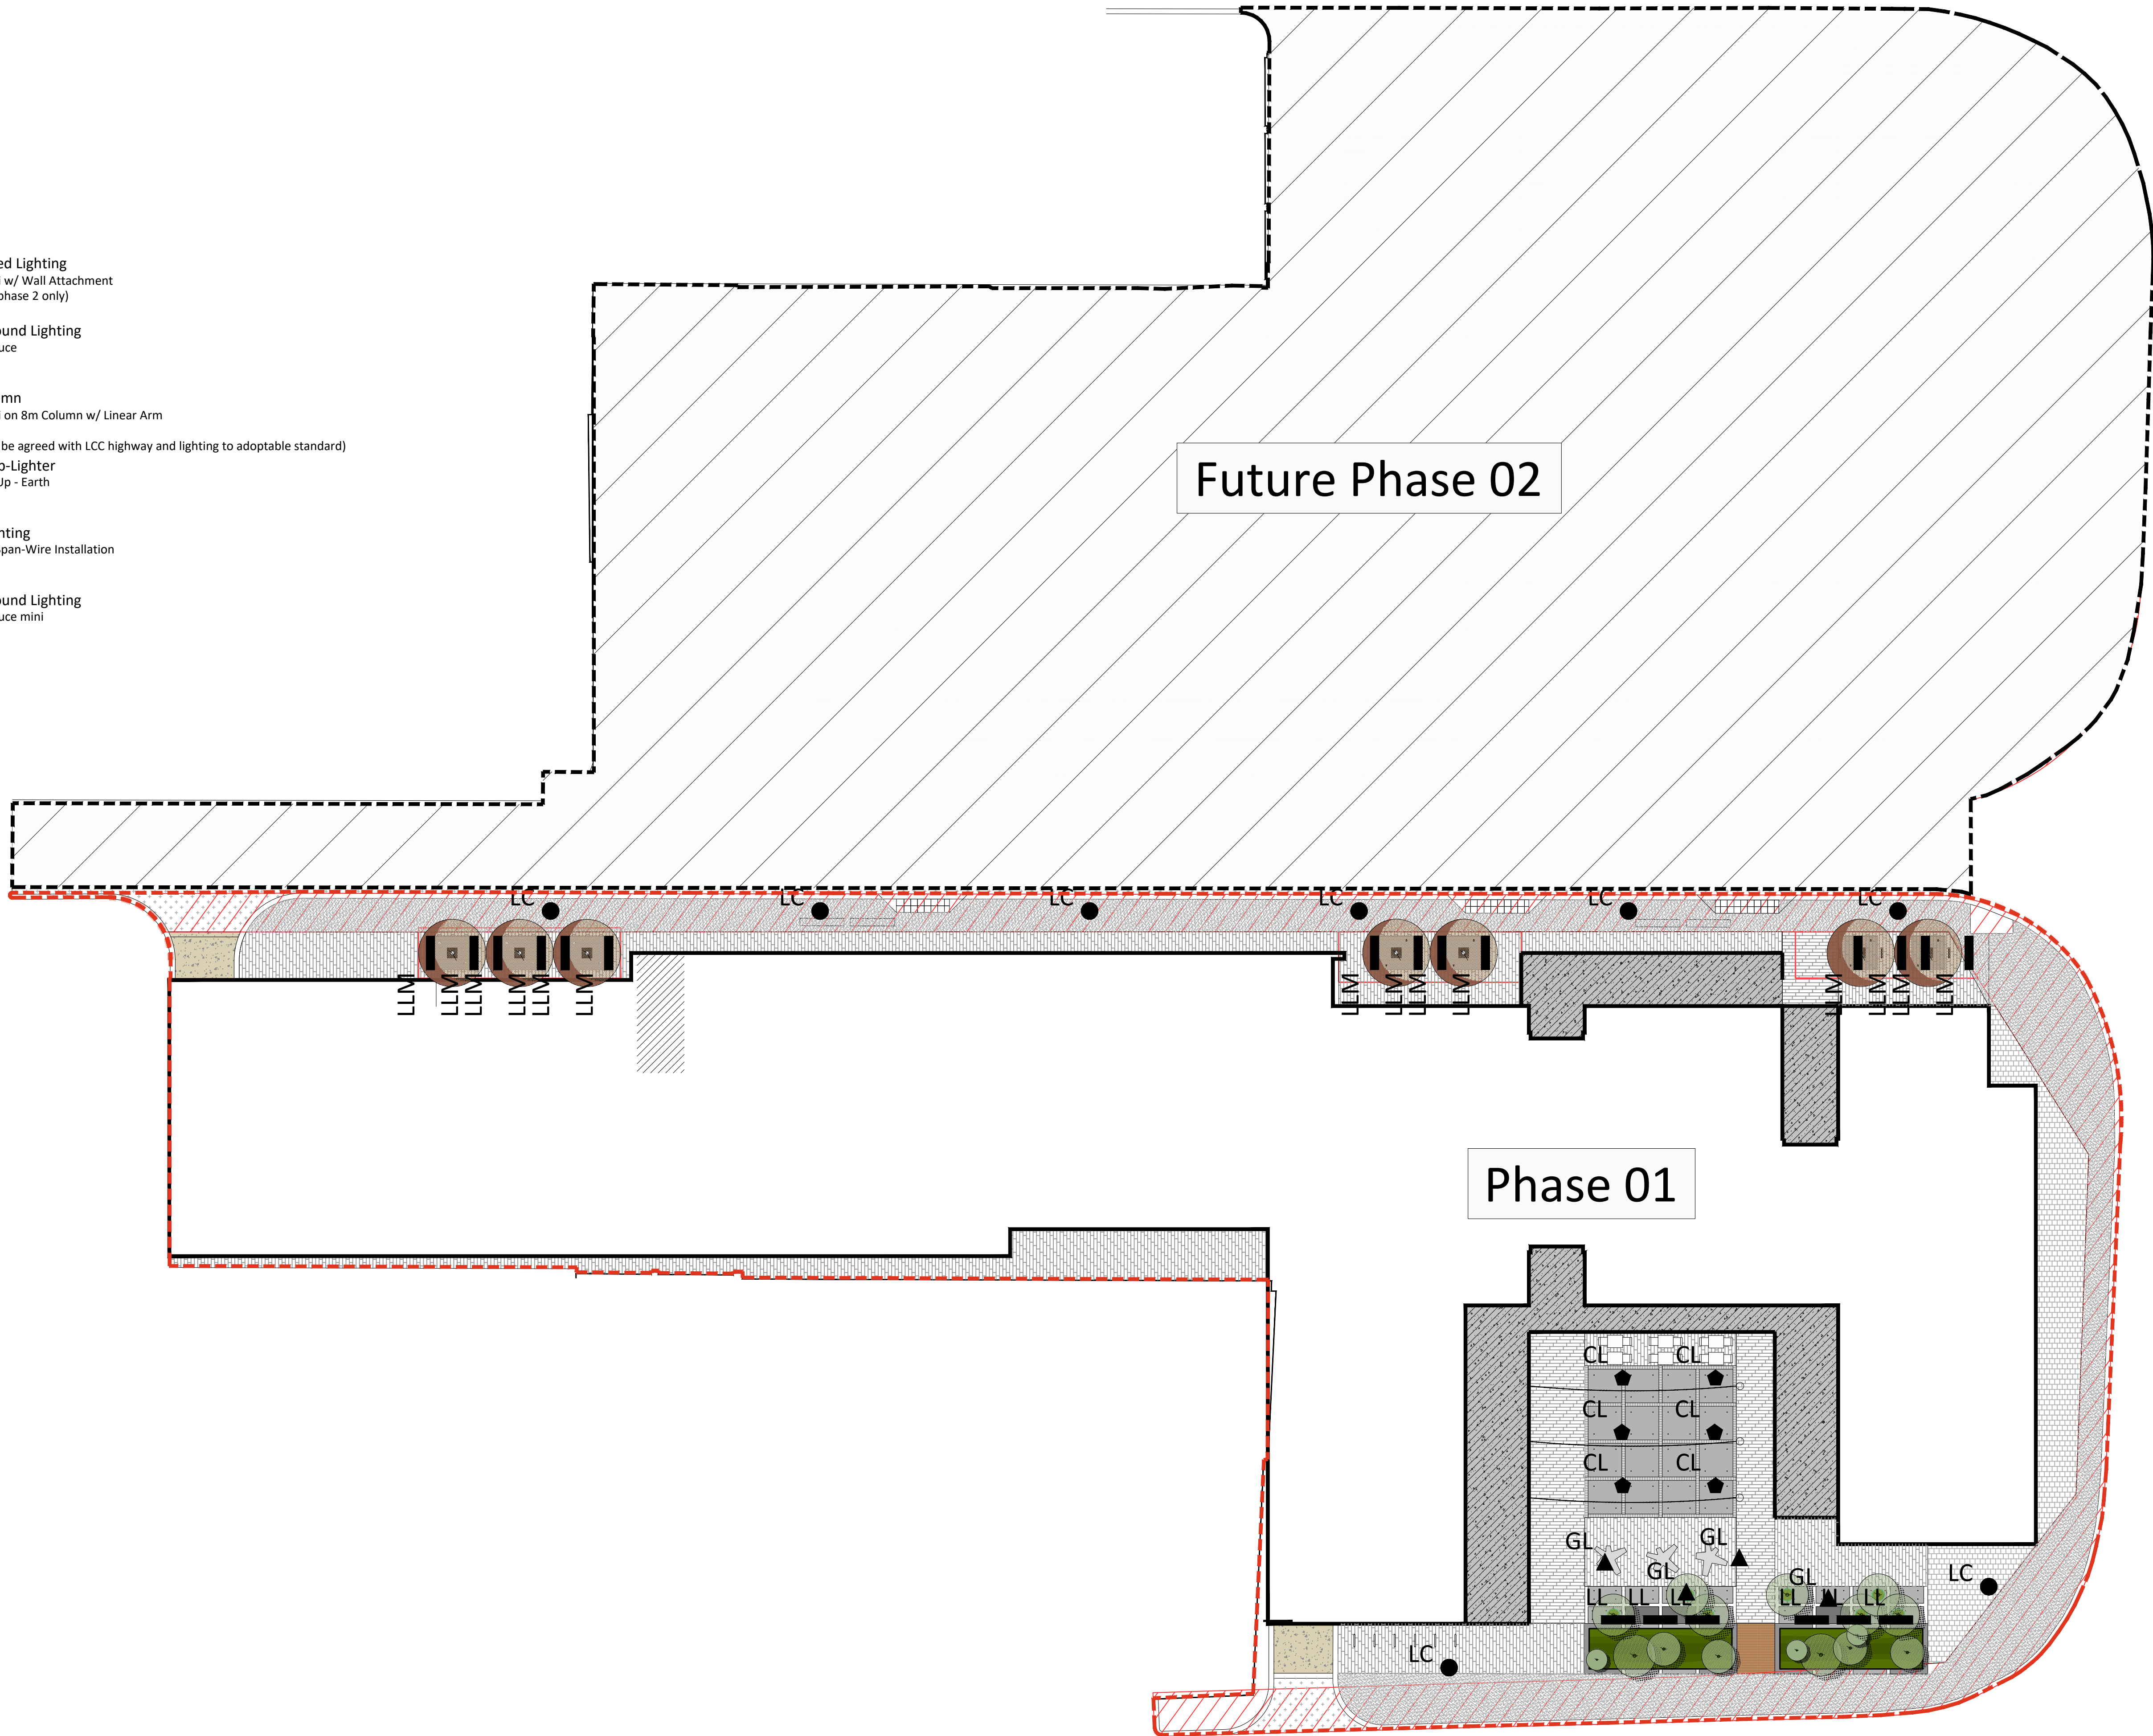 ed Lighting
w/ Wall Attachment
phase 2 only)
und Lighting
uce
mn
i on 8m Column w/ Linear Arm
be agreed with LCC highway and lighting to adoptable standard)
p-Lighter
Up - Earth
hting
pan-Wire Installation
und Lighting
uce mini
Future Phase 02
LC LC LC LC LC LC
LLM LLM LLM LLM LLM LLM LLM LLM LLM LLM LLM LLM LLM LLM
Phase 01
CL CL
CL CL
CL CL
GL GL
GL GL
LC
LL LL LL LL LL LL
LC